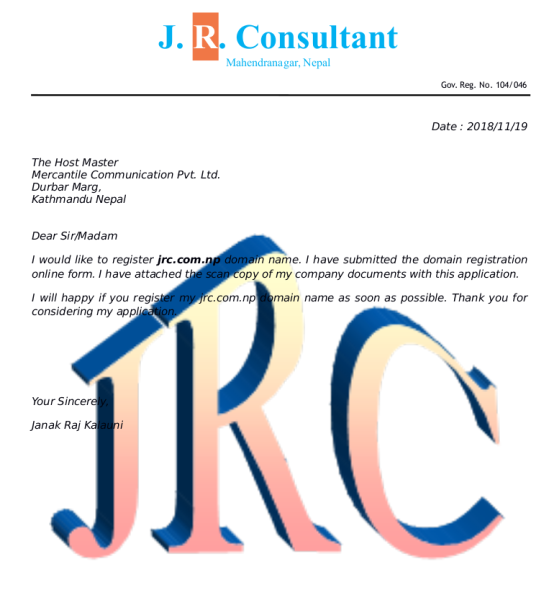 J. R. Consultant
Mahendranagar, Nepal
Gov. Reg. No. 104/046
Date : 2018/11/19
The Host Master
Mercantile Communication Pvt. Ltd.
Durbar Marg,
Kathmandu Nepal
Dear Sir/Madam
I would like to register jrc.com.np domain name. I have submitted the domain registration
online form. I have attached the scan copy of my company documents with this application.
I will happy if you register my jrc.com.np domain name as soon as possible. Thank you for
considering my application.
Your Sincerely,
Janak Raj Kalauni
JRC